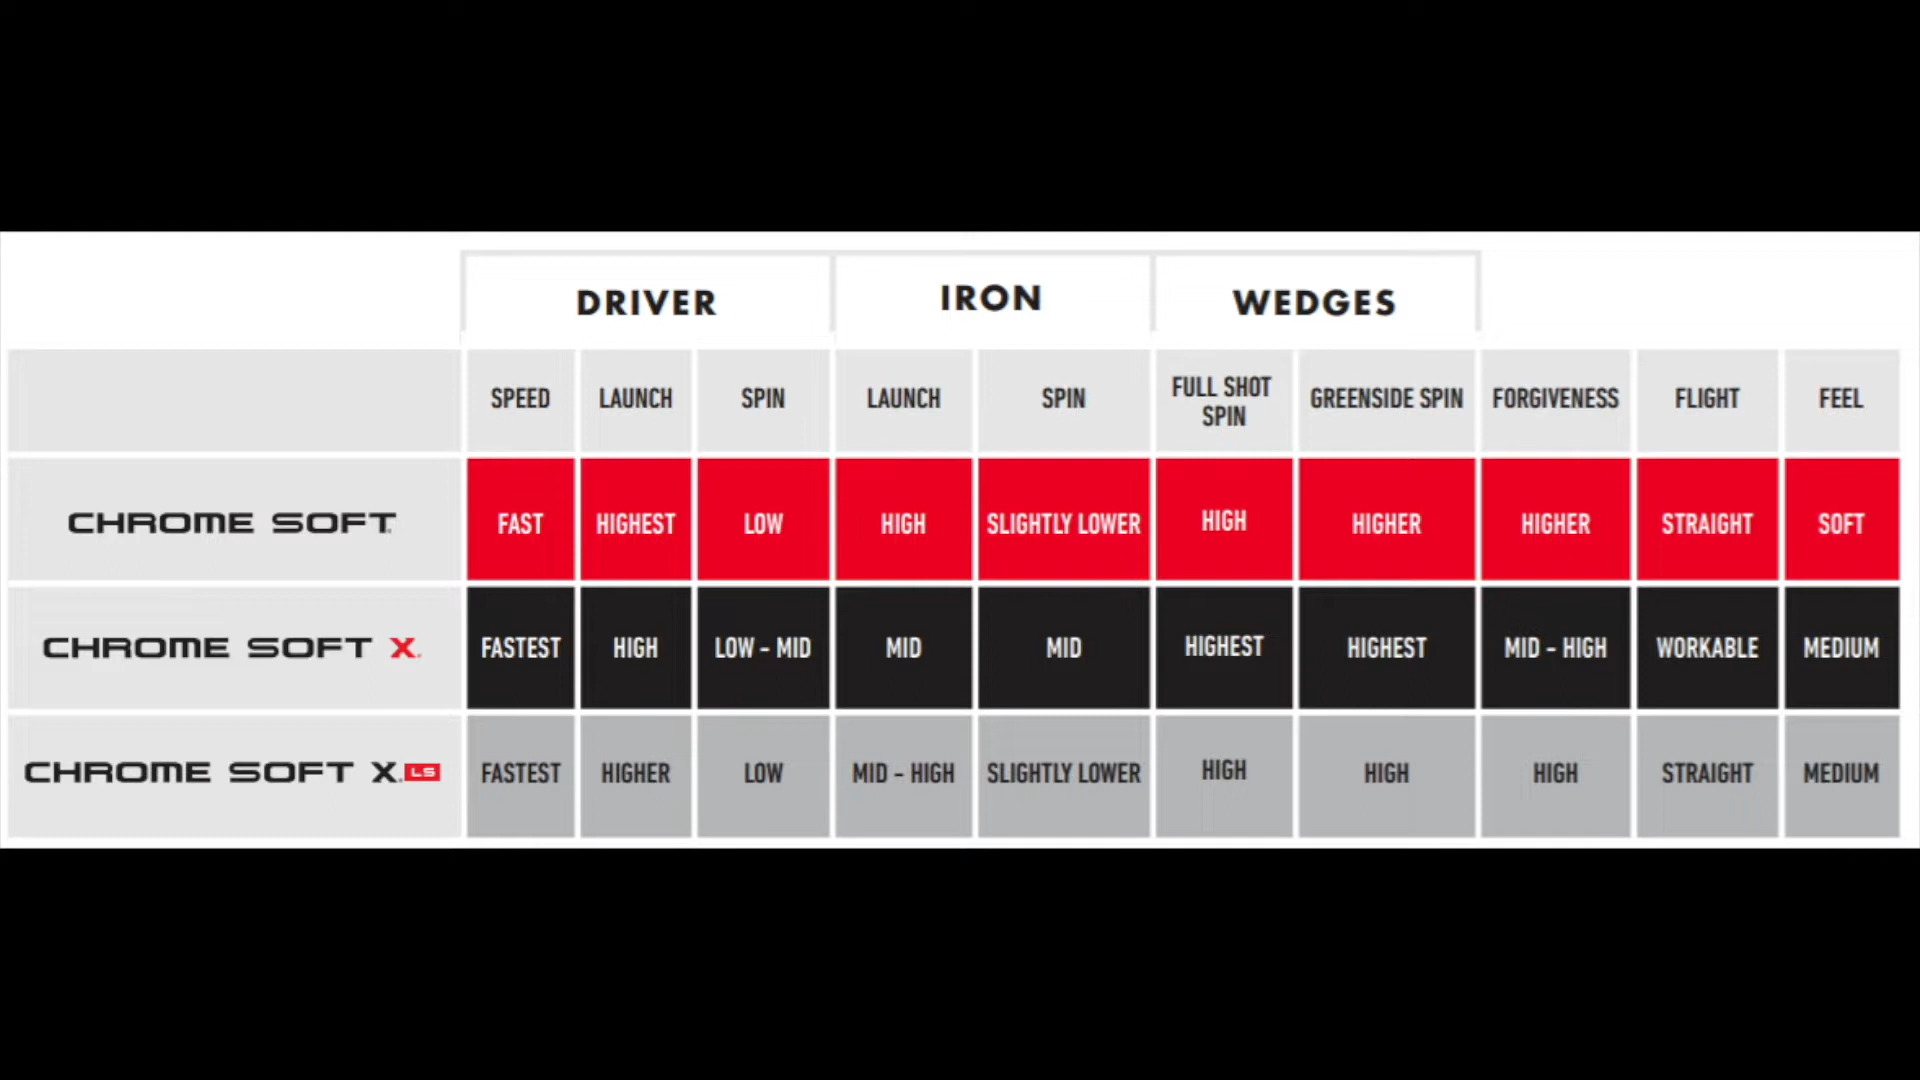 DRIVER IRON WEDGES
SPEED LAUNCH SPIN LAUNCH SPIN FULL SHOT SPIN GREENSIDE SPIN FORGIVENESS FLIGHT FEEL
CHROME SOFT FAST HIGHEST LOW HIGH SLIGHTLY LOWER HIGH HIGHER HIGHER STRAIGHT SOFT
CHROME SOFT X FASTEST HIGH LOW - MID MID MID HIGHEST HIGHEST MID - HIGH WORKABLE MEDIUM
CHROME SOFT X LS FASTEST HIGHER LOW MID - HIGH SLIGHTLY LOWER HIGH HIGH HIGH STRAIGHT MEDIUM